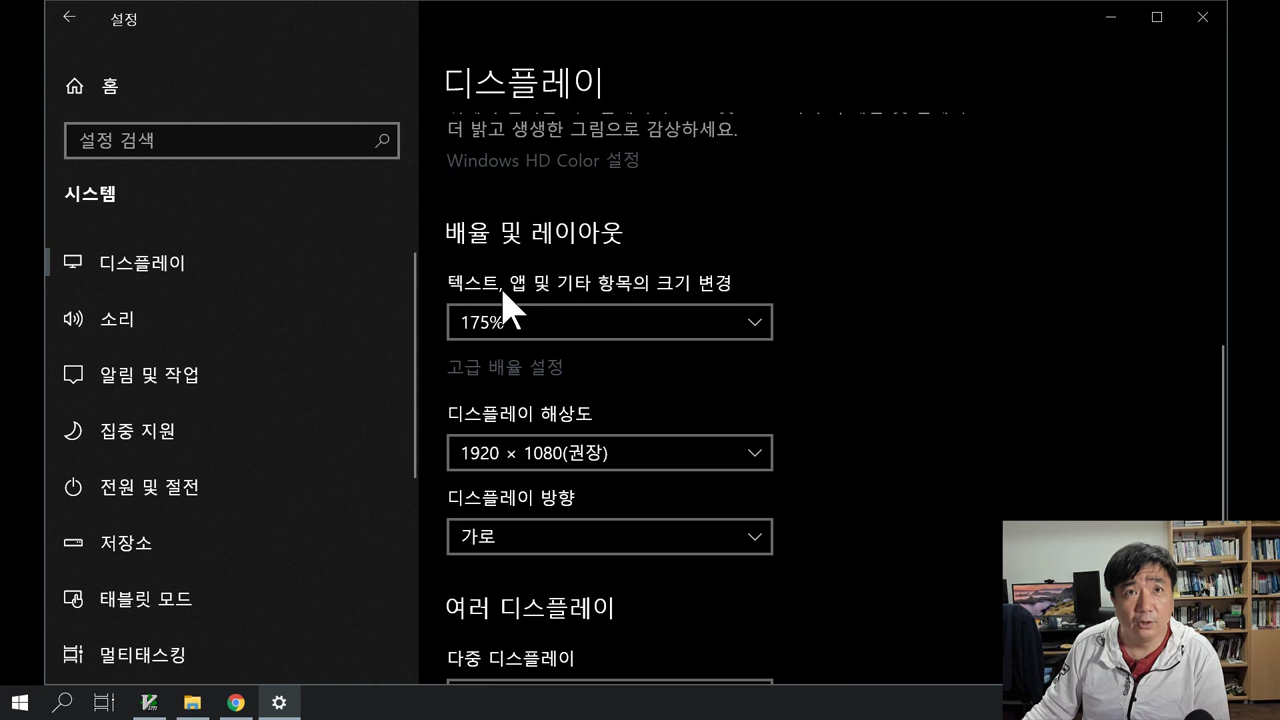 설정
홈
설정 검색
시스템
디스플레이
소리
알림 및 작업
집중 지원
전원 및 절전
저장소
태블릿 모드
멀티태스킹
디스플레이
더 밝고 생생한 그림으로 감상하세요.
Windows HD Color 설정
배율 및 레이아웃
텍스트, 앱 및 기타 항목의 크기 변경
175%
고급 배율 설정
디스플레이 해상도
1920 × 1080(권장)
디스플레이 방향
가로
여러 디스플레이
다중 디스플레이